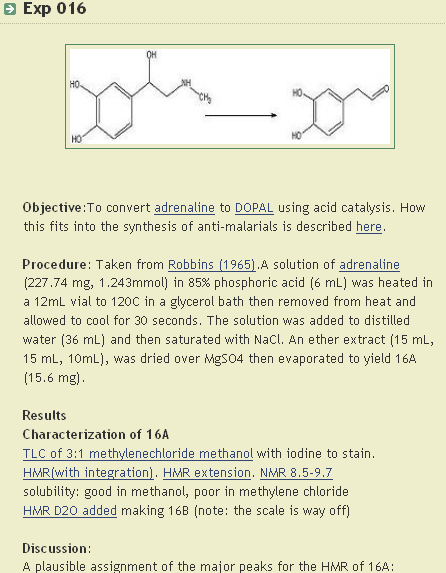 Exp 016
OH
HO
NH
CH3
HO
HO
O
HO
Objective:To convert adrenaline to DOPAL using acid catalysis. How
this fits into the synthesis of anti-malarials is described here.
Procedure: Taken from Robbins (1965).A solution of adrenaline
(227.74 mg, 1.243mmol) in 85% phosphoric acid (6 mL) was heated in
a 12mL vial to 120C in a glycerol bath then removed from heat and
allowed to cool for 30 seconds. The solution was added to distilled
water (36 mL) and then saturated with NaCl. An ether extract (15 mL,
15 mL, 10mL), was dried over MgSO4 then evaporated to yield 16A
(15.6 mg).
Results
Characterization of 16A
TLC of 3:1 methylenechloride methanol with iodine to stain.
HMR(with integration). HMR extension. NMR 8.5-9.7
solubility: good in methanol, poor in methylene chloride
HMR D2O added making 16B (note: the scale is way off)
Discussion:
A plausible assignment of the major peaks for the HMR of 16A: